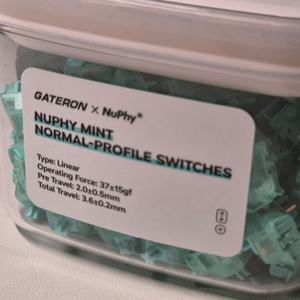 GATERON × NuPhy®
NUPHY MINT
NORMAL-PROFILE SWITCHES
Type: Linear
Operating Force: 37±15gf
Pre Travel: 2.0±0.5mm
Total Travel: 3.6±0.2mm